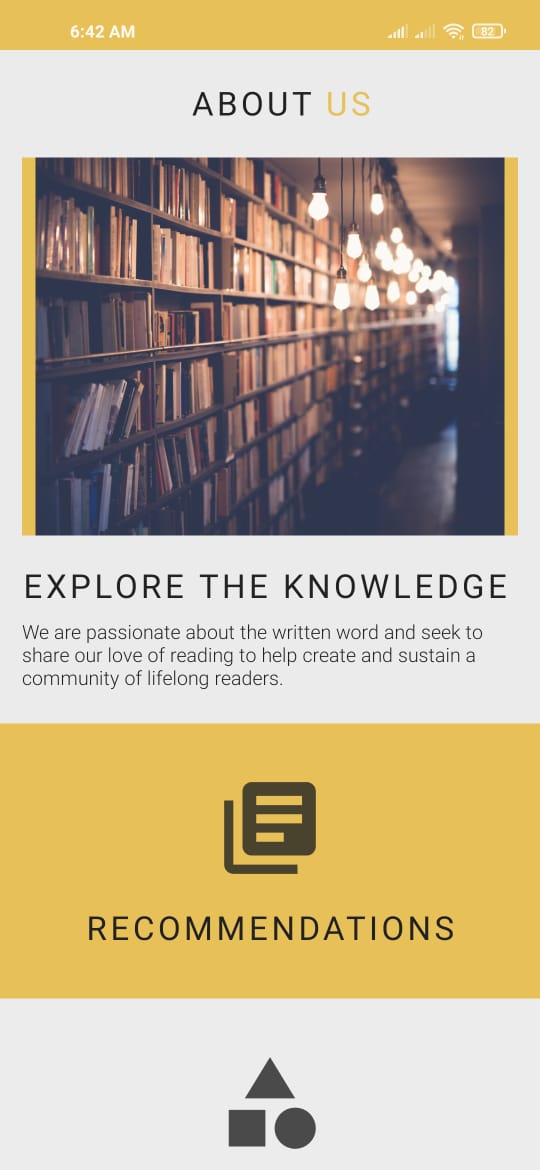 6:42 AM
82
ABOUT US
EXPLORE THE KNOWLEDGE
We are passionate about the written word and seek to
share our love of reading to help create and sustain a
community of lifelong readers.
RECOMMENDATIONS